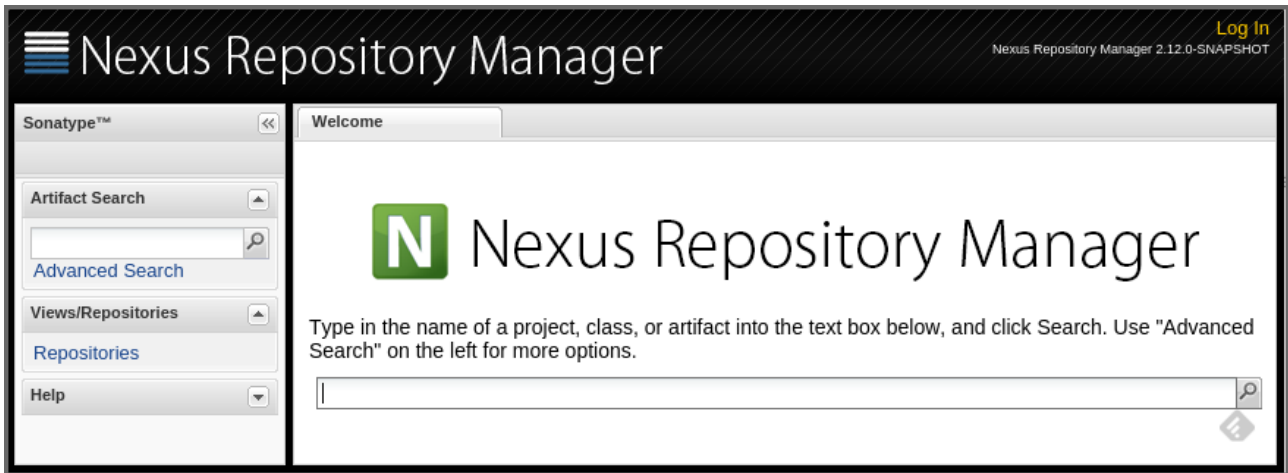 Nexus Repository Manager
Log In
Nexus Repository Manager 2.12.0-SNAPSHOT
Sonatype™
Welcome
Artifact Search
Advanced Search
Views/Repositories
Repositories
Help
N Nexus Repository Manager
Type in the name of a project, class, or artifact into the text box below, and click Search. Use "Advanced
Search" on the left for more options.